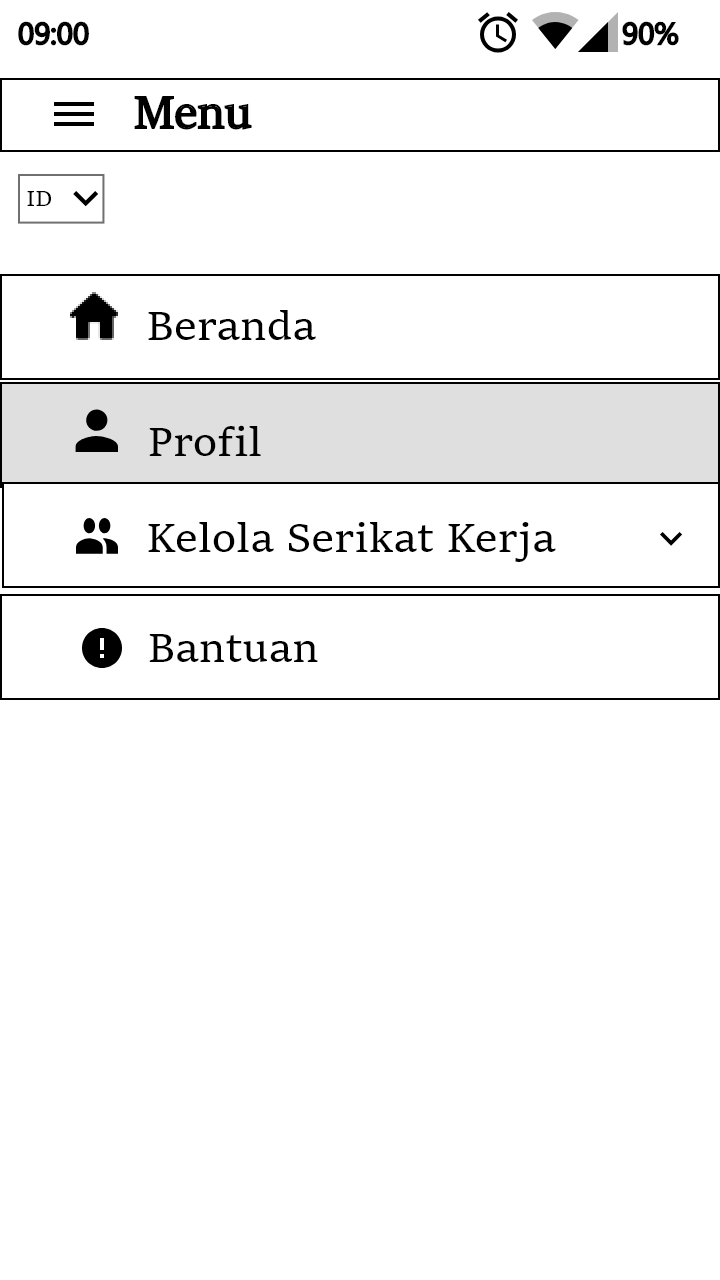 09:00 90%
Menu
ID
Beranda
Profil
Kelola Serikat Kerja
Bantuan